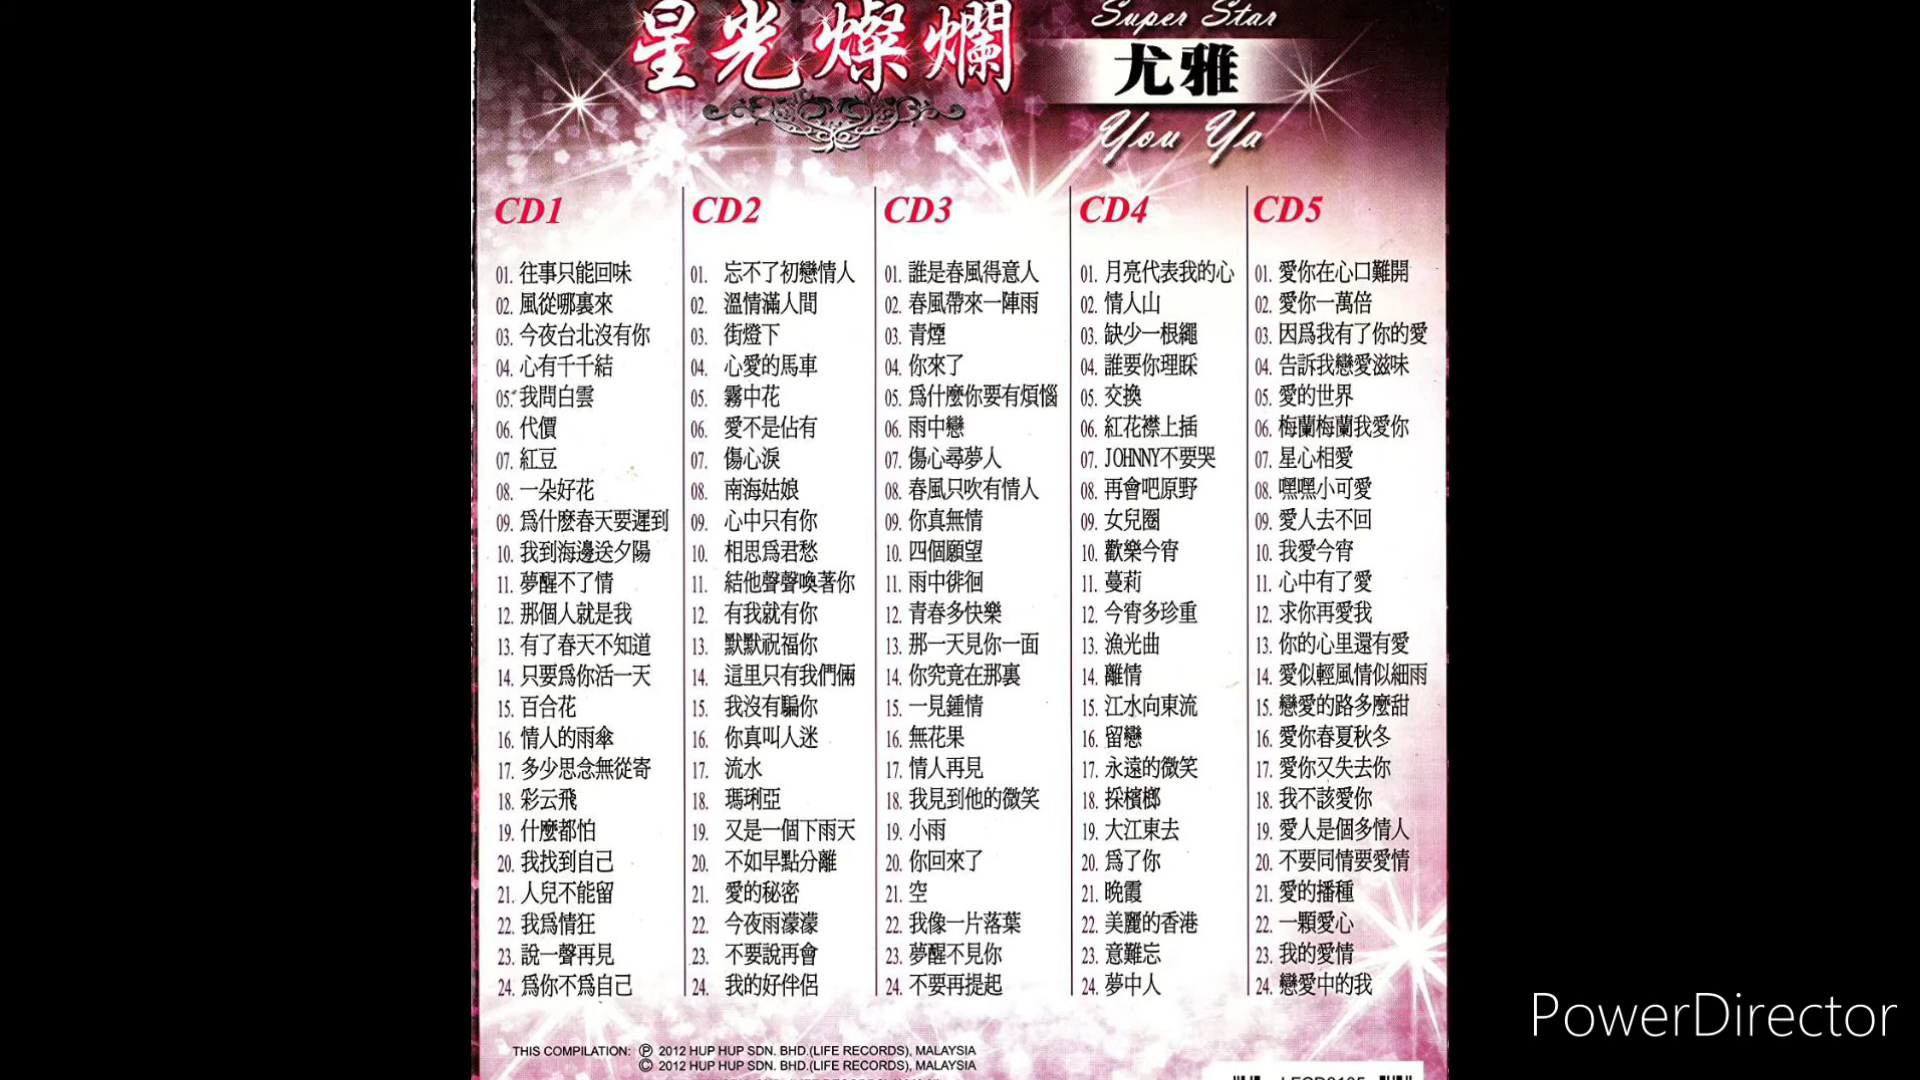 星光燦爛
Super Star
尤雅
You Ya
CD1
01. 往事只能回味
02. 風從哪裏來
03. 今夜台北沒有你
04. 心有千千結
05. 我問白雲
06. 代價
07. 紅豆
08. 一朵好花
09. 爲什麼春天要遲到
10. 我到海邊送夕陽
11. 夢醒不了情
12. 那個人就是我
13. 有了春天不知道
14. 只要爲你活一天
15. 百合花
16. 情人的雨傘
17. 多少思念無從寄
18. 彩云飛
19. 什麼都怕
20. 我找到自己
21. 人兒不能留
22. 我爲情狂
23. 說一聲再見
24. 爲你不爲自己
CD2
01. 忘不了初戀情人
02. 溫情滿人間
03. 街燈下
04. 心愛的馬車
05. 霧中花
06. 愛不是佔有
07. 傷心淚
08. 南海姑娘
09. 心中只有你
10. 相思爲君愁
11. 結他聲聲喚著你
12. 有我就有你
13. 默默祝福你
14. 這里只有我們倆
15. 我沒有騙你
16. 你真叫人迷
17. 流水
18. 瑪琍亞
19. 又是一個下雨天
20. 不如早點分離
21. 愛的秘密
22. 今夜雨濛濛
23. 不要說再會
24. 我的好伴侶
CD3
01. 誰是春風得意人
02. 春風帶來一陣雨
03. 青煙
04. 你來了
05. 爲什麼你要有煩惱
06. 雨中戀
07. 傷心尋夢人
08. 春風只吹有情人
09. 你真無情
10. 四個願望
11. 雨中徘徊
12. 青春多快樂
13. 那一天見你一面
14. 你究竟在那裏
15. 一見鍾情
16. 無花果
17. 情人再見
18. 我見到他的微笑
19. 小雨
20. 你回來了
21. 空
22. 我像一片落葉
23. 夢醒不見你
24. 不要再提起
CD4
01. 月亮代表我的心
02. 情人山
03. 缺少一根繩
04. 誰要你理睬
05. 交換
06. 紅花襟上插
07. JOHNNY不要哭
08. 再會吧原野
09. 女兒圈
10. 歡樂今宵
11. 蔓莉
12. 今宵多珍重
13. 漁光曲
14. 離情
15. 江水向東流
16. 留戀
17. 永遠的微笑
18. 採檳榔
19. 大江東去
20. 爲了你
21. 晚霞
22. 美麗的香港
23. 意難忘
24. 夢中人
CD5
01. 愛你在心口難開
02. 愛你一萬倍
03. 因爲我有了你的愛
04. 告訴我戀愛滋味
05. 愛的世界
06. 梅蘭梅蘭我愛你
07. 星心相愛
08. 嘿嘿小可愛
09. 愛人去不回
10. 我愛今宵
11. 心中有了愛
12. 求你再愛我
13. 你的心里還有愛
14. 愛似輕風情似細雨
15. 戀愛的路多麼甜
16. 愛你春夏秋冬
17. 愛你又失去你
18. 我不該愛你
19. 愛人是個多情人
20. 不要同情要愛情
21. 愛的播種
22. 一顆愛心
23. 我的愛情
24. 戀愛中的我
THIS COMPILATION: Ⓟ 2012 HUP HUP SDN. BHD.(LIFE RECORDS), MALAYSIA
© 2012 HUP HUP SDN. BHD.(LIFE RECORDS), MALAYSIA
PowerDirector